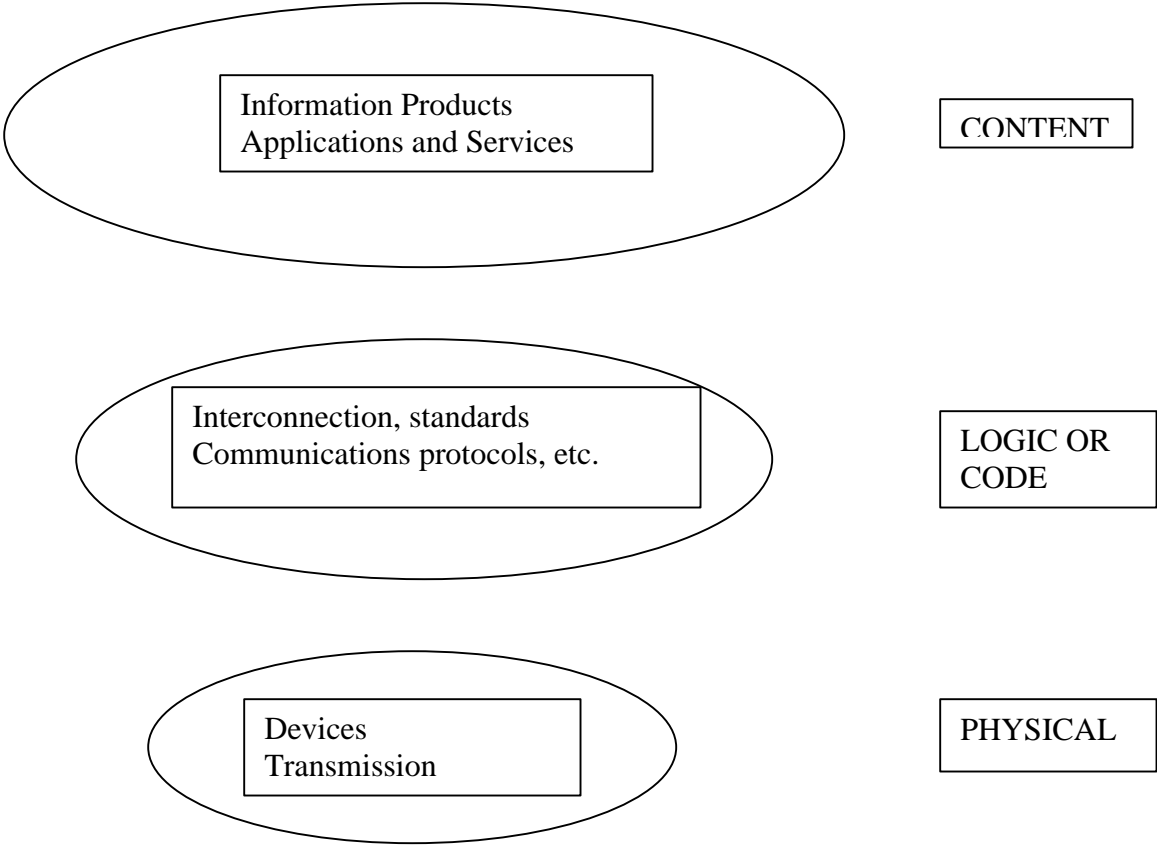 Information Products
Applications and Services
CONTENT
Interconnection, standards
Communications protocols, etc.
LOGIC OR
CODE
Devices
Transmission
PHYSICAL